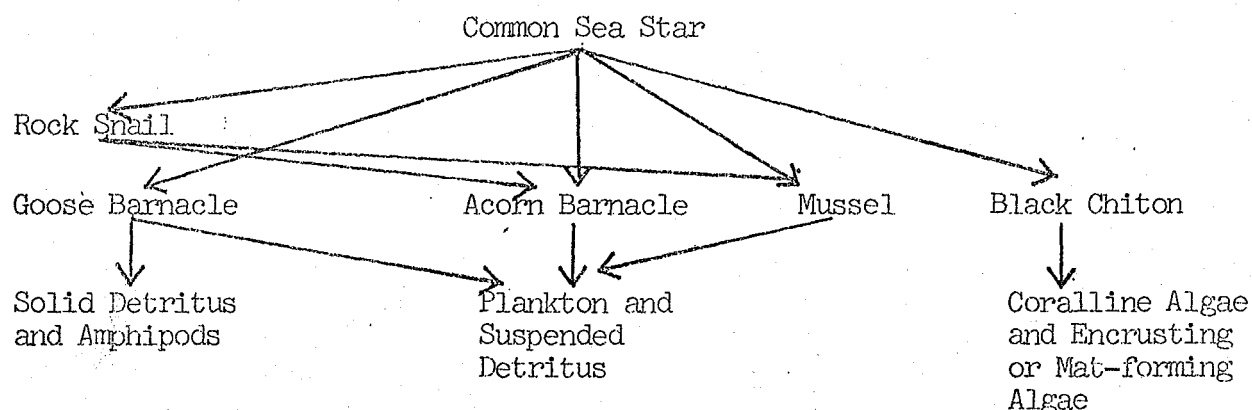 Common Sea Star
Rock Snail
Goose Barnacle
Acorn Barnacle
Mussel
Black Chiton
Solid Detritus
and Amphipods
Plankton and
Suspended
Detritus
Coralline Algae
and Encrusting
or Mat-forming
Algae